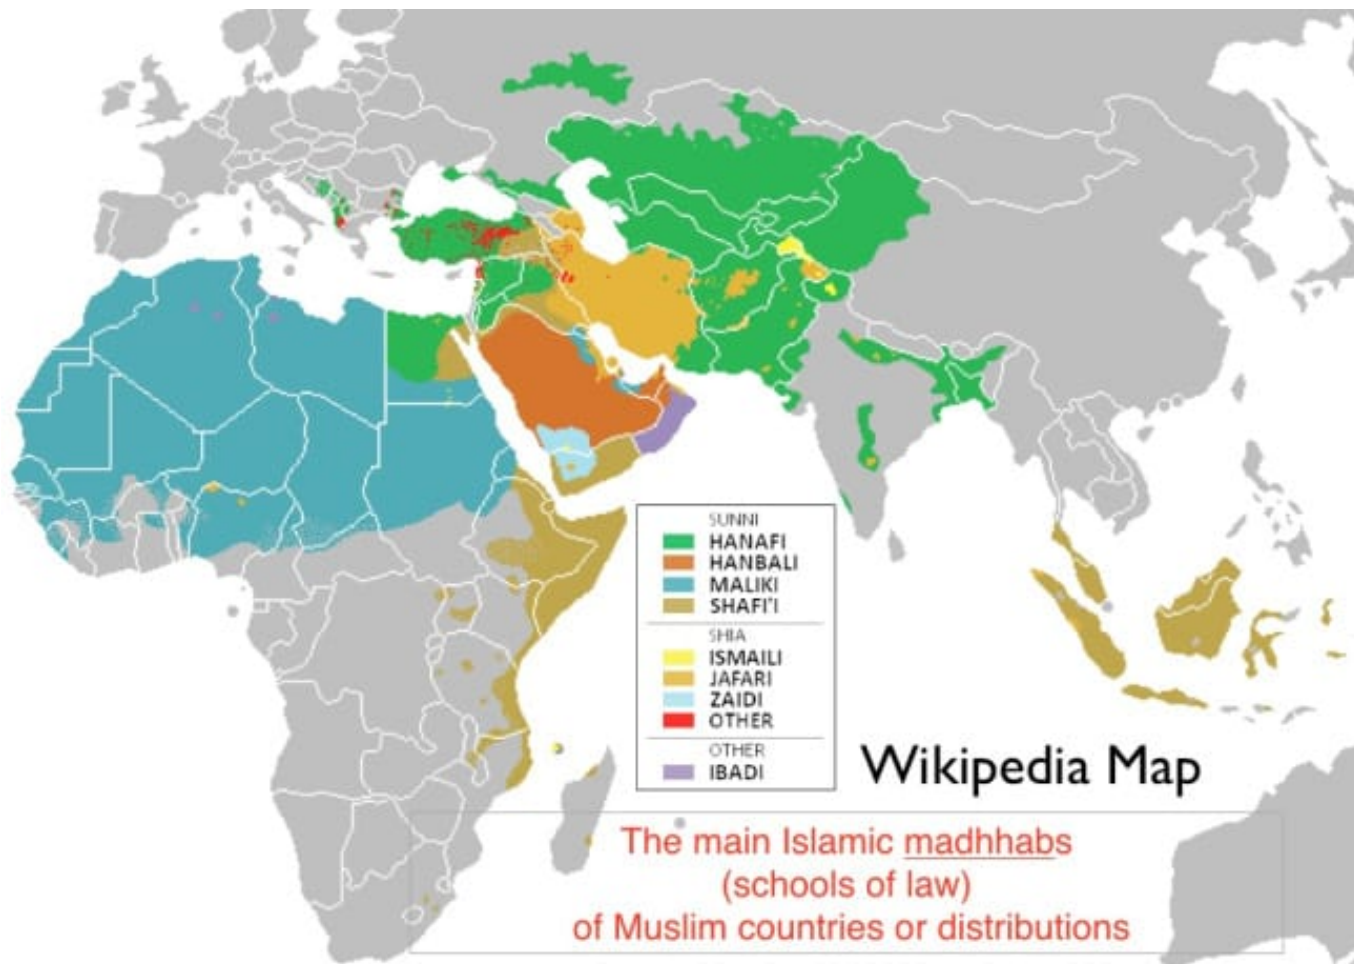 SUNNI
HANAFI
HANBALI
MALIKI
SHAFI'I
SHIA
ISMAILI
JAFARI
ZAIDI
OTHER
OTHER
IBADI
Wikipedia Map
The main Islamic madhhabs
(schools of law)
of Muslim countries or distributions